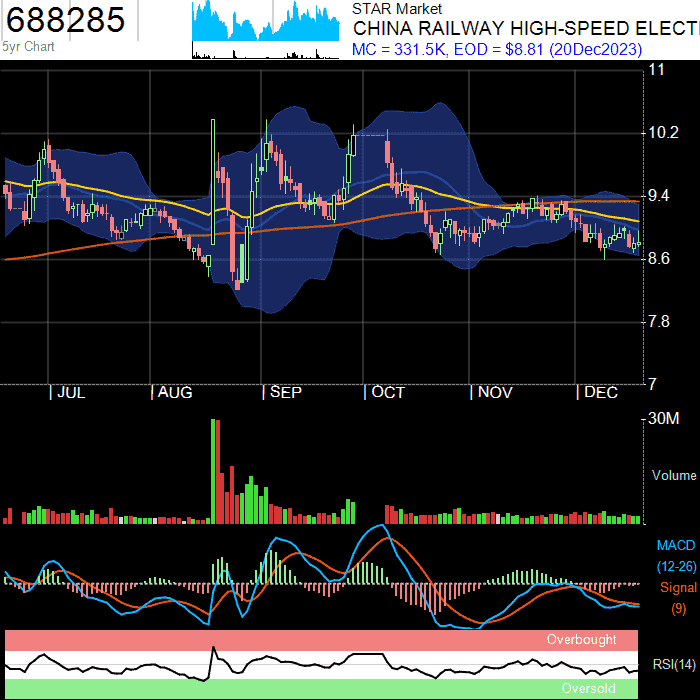 688285
5yr Chart
STAR Market
CHINA RAILWAY HIGH-SPEED ELECTI
MC = 331.5K, EOD = $8.81 (20Dec2023)
11
10.2
9.4
8.6
7.8
7
| JUL | AUG | SEP | OCT | NOV | DEC
30M
Volume
MACD
(12-26)
Signal
(9)
Overbought
RSI(14)
Oversold